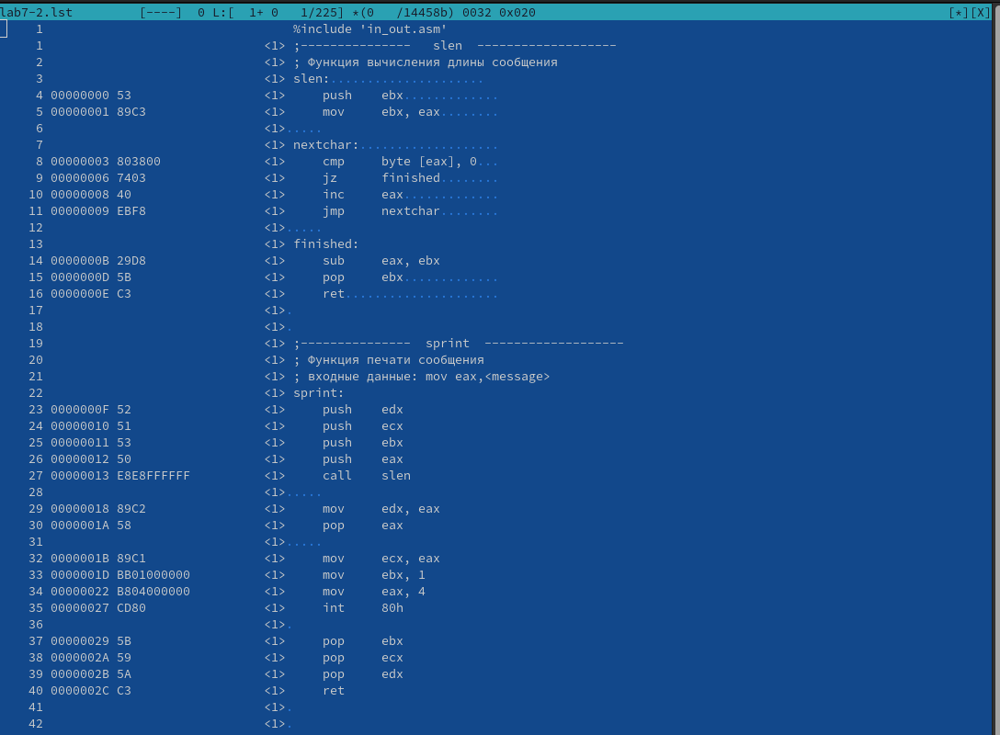 lab7-2.lst         [----]  0 L:[  1+ 0   1/225] *(0   /14458b) 0032 0x020                                                        [*][X]
     1                                  %include 'in_out.asm'
     1                              <1> ;---------------   slen  -------------------
     2                              <1> ; Функция вычисления длины сообщения
     3                              <1> slen:.....................
     4 00000000 53                  <1>     push    ebx.............
     5 00000001 89C3                <1>     mov     ebx, eax........
     6                              <1>.....
     7                              <1> nextchar:...................
     8 00000003 803800              <1>     cmp     byte [eax], 0...
     9 00000006 7403                <1>     jz      finished........
    10 00000008 40                  <1>     inc     eax.............
    11 00000009 EBF8                <1>     jmp     nextchar........
    12                              <1>.....
    13                              <1> finished:
    14 0000000B 29D8                <1>     sub     eax, ebx
    15 0000000D 5B                  <1>     pop     ebx.............
    16 0000000E C3                  <1>     ret.....................
    17                              <1>.
    18                              <1>.
    19                              <1> ;---------------  sprint  -------------------
    20                              <1> ; Функция печати сообщения
    21                              <1> ; входные данные: mov eax,<message>
    22                              <1> sprint:
    23 0000000F 52                  <1>     push    edx
    24 00000010 51                  <1>     push    ecx
    25 00000011 53                  <1>     push    ebx
    26 00000012 50                  <1>     push    eax
    27 00000013 E8E8FFFFFF          <1>     call    slen
    28                              <1>.....
    29 00000018 89C2                <1>     mov     edx, eax
    30 0000001A 58                  <1>     pop     eax
    31                              <1>.....
    32 0000001B 89C1                <1>     mov     ecx, eax
    33 0000001D BB01000000          <1>     mov     ebx, 1
    34 00000022 B804000000          <1>     mov     eax, 4
    35 00000027 CD80                <1>     int     80h
    36                              <1>.
    37 00000029 5B                  <1>     pop     ebx
    38 0000002A 59                  <1>     pop     ecx
    39 0000002B 5A                  <1>     pop     edx
    40 0000002C C3                  <1>     ret
    41                              <1>.
    42                              <1>.